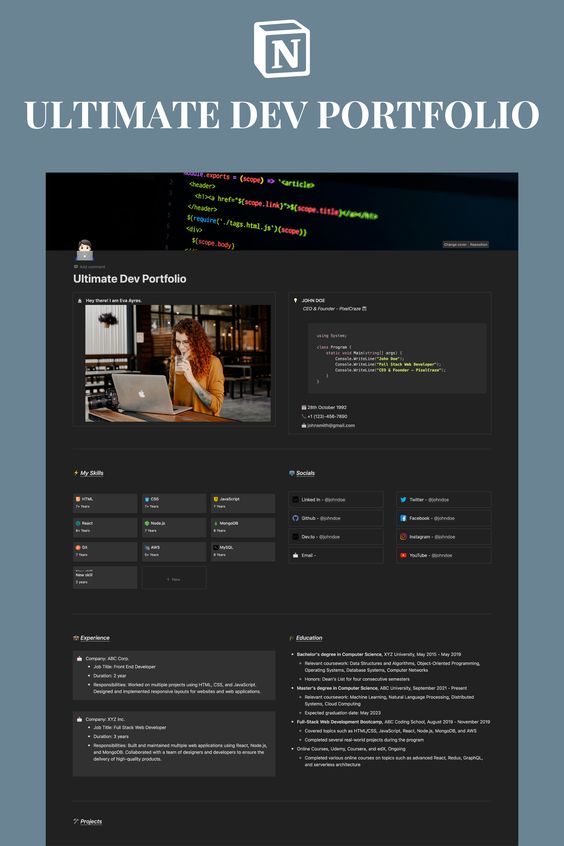 N
ULTIMATE DEV PORTFOLIO
module.exports = (scope) => `<article>
<header>
<h1><a href="${scope.link}">${scope.title}</a></h1>
</header>
${require('./tags.html.js')(scope)}
<div>
${scope.body}
Change cover Reposition
Add comment
Ultimate Dev Portfolio
Hey there! I am Eva Ayres.
JOHN DOE
CEO & Founder - PixelCraze
using System;
class Program {
static void Main(string[] args) {
Console.WriteLine("John Doe");
Console.WriteLine("Full Stack Web Developer");
Console.WriteLine("CEO & Founder – PixelCraze");
}
}
28th October 1992
+1 (123)-456-7890
johnsmith@gmail.com
My Skills
HTML
7+ Years
CSS
7+ Years
JavaScript
7 Years
React
6+ Years
Node.js
7 Years
MongoDB
6 Years
Git
7 Years
AWS
5+ Years
MySQL
6 Years
New skill
3 years
+ New
Socials
Linked In - @johndoe
Twitter - @johndoe
Github - @johndoe
Facebook - @johndoe
Dev.to - @johndoe
Instagram - @johndoe
Email -
YouTube - @johndoe
Experience
Company: ABC Corp.
Job Title: Front End Developer
Duration: 2 year
Responsibilities: Worked on multiple projects using HTML, CSS, and JavaScript.
Designed and implemented responsive layouts for websites and web applications.
Company: XYZ Inc.
Job Title: Full Stack Web Developer
Duration: 3 years
Responsibilities: Built and maintained multiple web applications using React, Node.js,
and MongoDB. Collaborated with a team of designers and developers to ensure the
delivery of high-quality products.
Education
Bachelor's degree in Computer Science, XYZ University, May 2015 - May 2019
Relevant coursework: Data Structures and Algorithms, Object-Oriented Programming,
Operating Systems, Database Systems, Computer Networks
Honors: Dean's List for four consecutive semesters
Master's degree in Computer Science, ABC University, September 2021 - Present
Relevant coursework: Machine Learning, Natural Language Processing, Distributed
Systems, Cloud Computing
Expected graduation date: May 2023
Full-Stack Web Development Bootcamp, ABC Coding School, August 2019 - November 2019
Covered topics such as HTML/CSS, JavaScript, React, Node.js, MongoDB, and AWS
Completed several real-world projects during the program
Online Courses, Udemy, Coursera, and edX, Ongoing
Completed various online courses on topics such as advanced React, Redux, GraphQL,
and serverless architecture
Projects